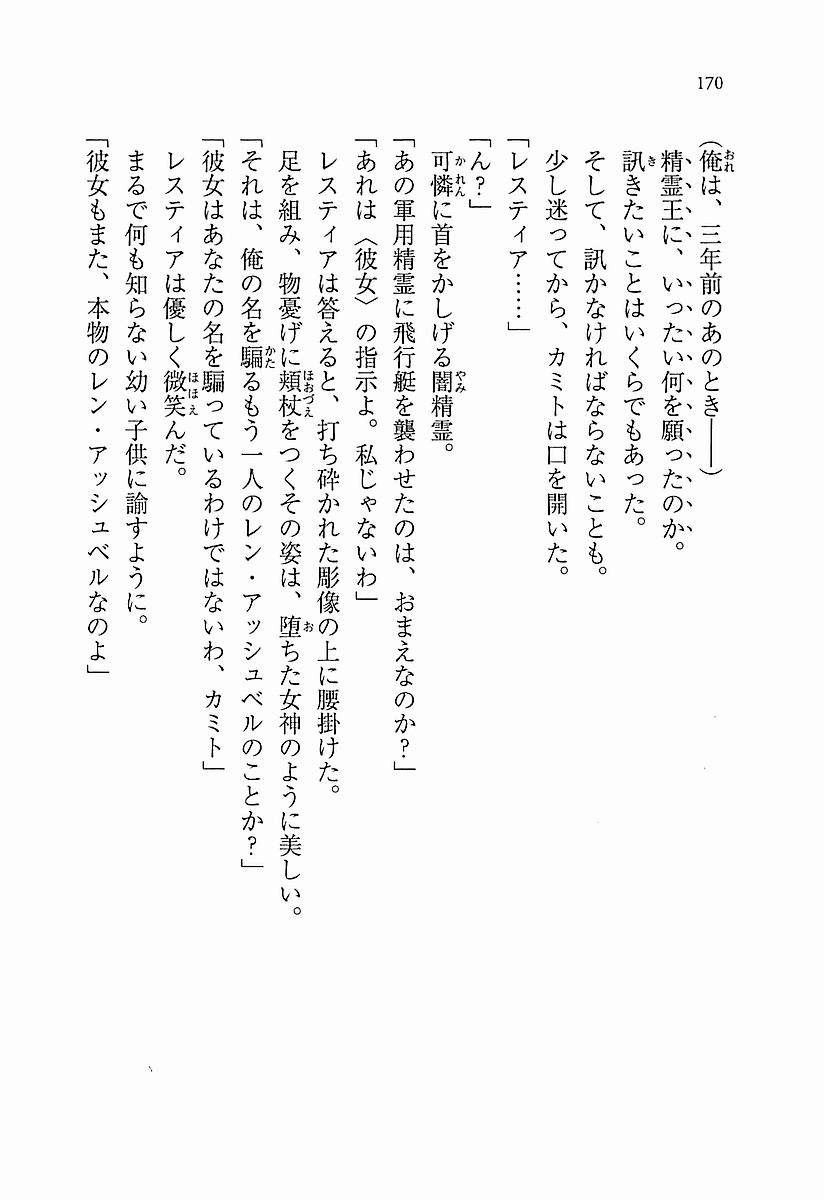 170
（俺は、三年前のあのとき――）
精霊王に、いったい何を願ったのか。
訊きたいことはいくらでもあった。
そして、訊かなければならないことも。
少し迷ってから、カミトは口を開いた。
「レスティア……」
「ん？」
可憐に首をかしげる闇精霊。
「あの軍用精霊に飛行艇を襲わせたのは、おまえなのか？」
「あれは〈彼女〉の指示よ。私じゃないわ」
レスティアは答えると、打ち砕かれた彫像の上に腰掛けた。
足を組み、物憂げに頬杖をつくその姿は、堕ちた女神のように美しい。
「それは、俺の名を騙るもう一人のレン・アッシュベルのことか？」
「彼女はあなたの名を騙っているわけではないわ、カミト」
レスティアは優しく微笑んだ。
まるで何も知らない幼い子供に諭すように。
「彼女もまた、本物のレン・アッシュベルなのよ」